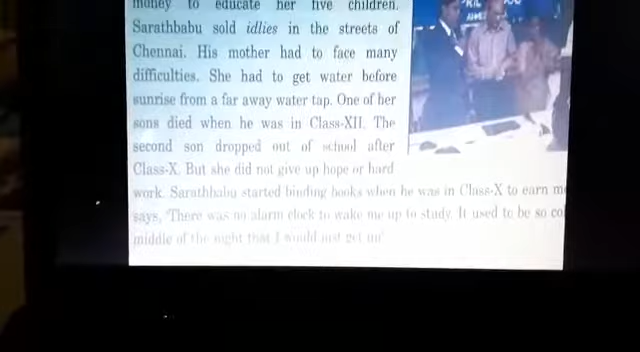 money to educate her five children.
Sarathbabu sold idlies in the streets of
Chennai. His mother had to face many
difficulties. She had to get water before
sunrise from a far away water tap. One of her
sons died when he was in Class-XII. The
second son dropped out of school after
Class-X. But she did not give up hope or hard
work. Sarathbabu started binding books when he was in Class-X to earn
says, 'There was no alarm clock to wake me up to study. It used to be so
middle of the night that I would just get up'